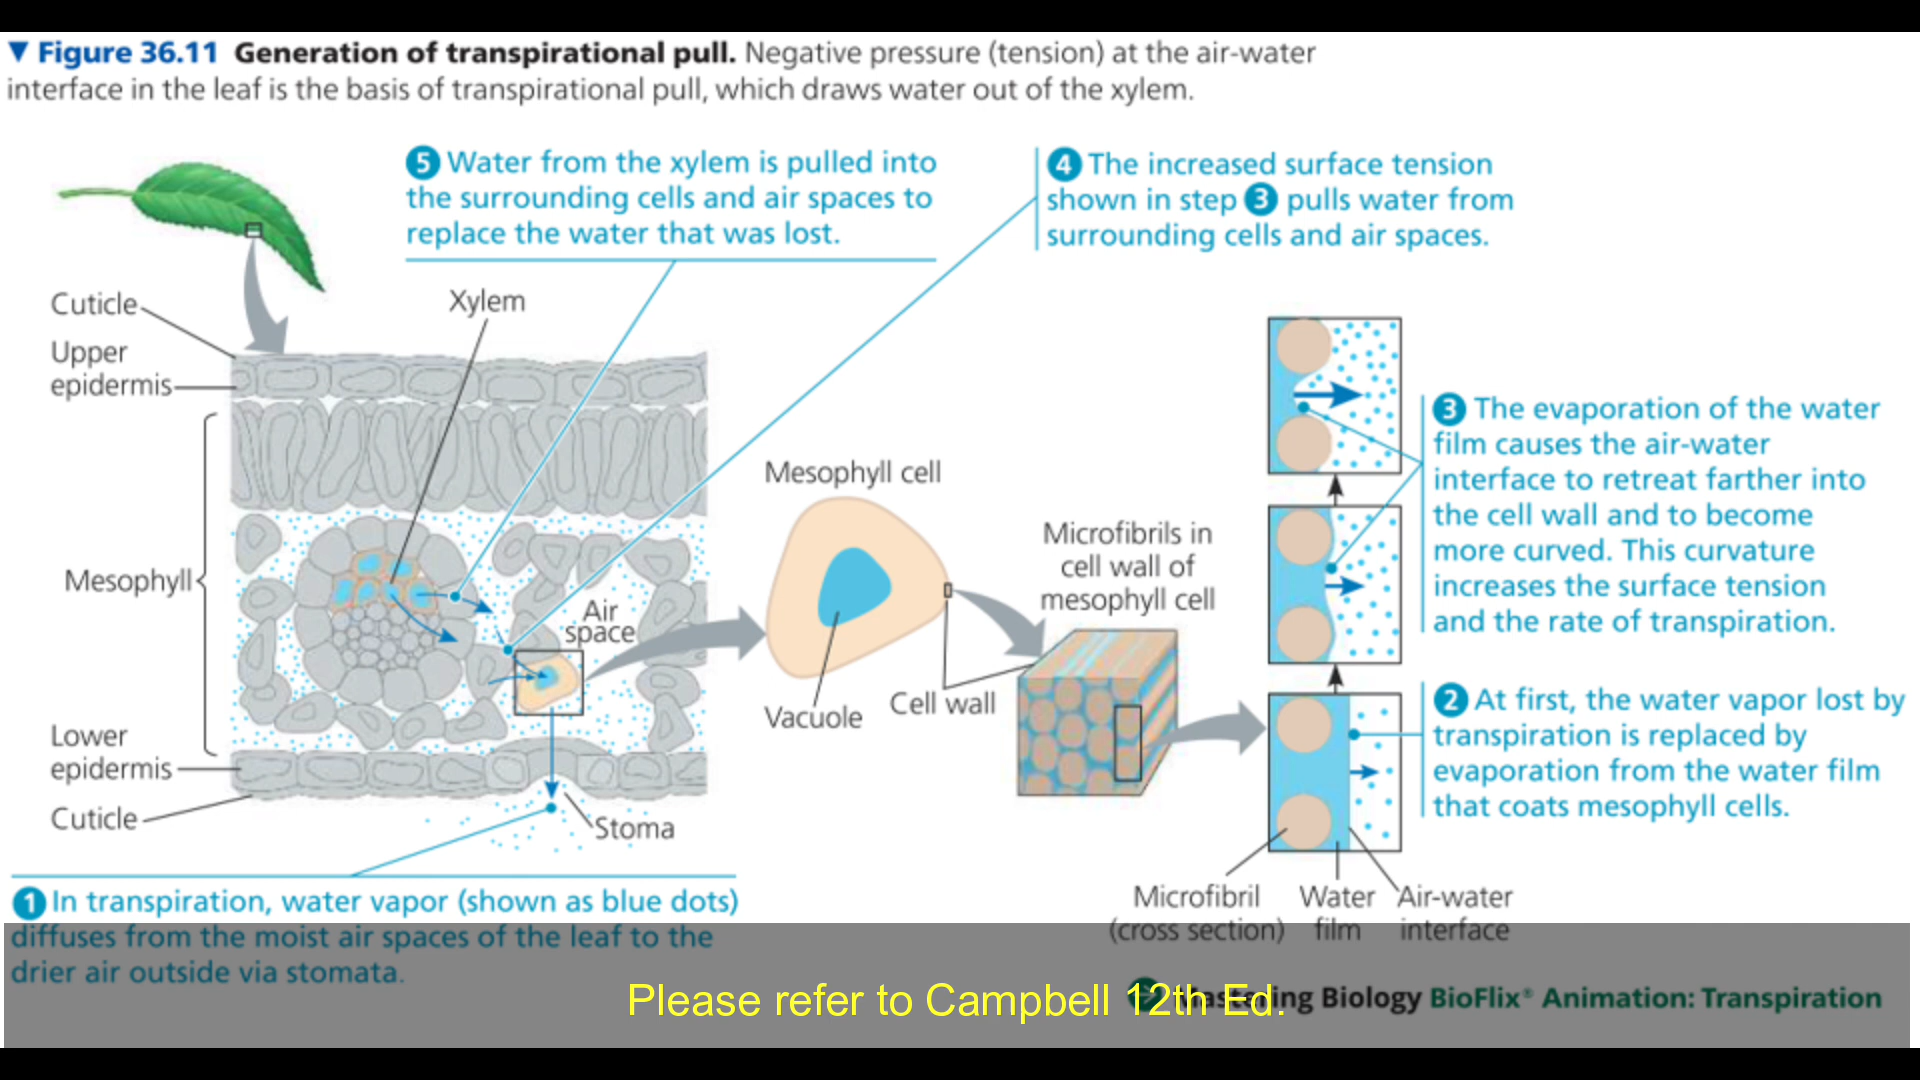 ▼ Figure 36.11 Generation of transpirational pull. Negative pressure (tension) at the air-water
interface in the leaf is the basis of transpirational pull, which draws water out of the xylem.
5 Water from the xylem is pulled into
the surrounding cells and air spaces to
replace the water that was lost.
4 The increased surface tension
shown in step 3 pulls water from
surrounding cells and air spaces.
Cuticle
Xylem
Upper
epidermis
Mesophyll
Air
space
Lower
epidermis
Cuticle
Stoma
Mesophyll cell
Vacuole
Cell wall
Microfibrils in
cell wall of
mesophyll cell
3 The evaporation of the water
film causes the air-water
interface to retreat farther into
the cell wall and to become
more curved. This curvature
increases the surface tension
and the rate of transpiration.
2 At first, the water vapor lost by
transpiration is replaced by
evaporation from the water film
that coats mesophyll cells.
Microfibril
(cross section)
Water
film
Air-water
interface
1 In transpiration, water vapor (shown as blue dots)
diffuses from the moist air spaces of the leaf to the
drier air outside via stomata.
Mastering Biology BioFlix® Animation: Transpiration
Please refer to Campbell 12th Ed.